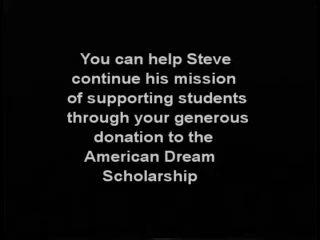 You can help Steve
continue his mission
of supporting students
through your generous
donation to the
American Dream
Scholarship